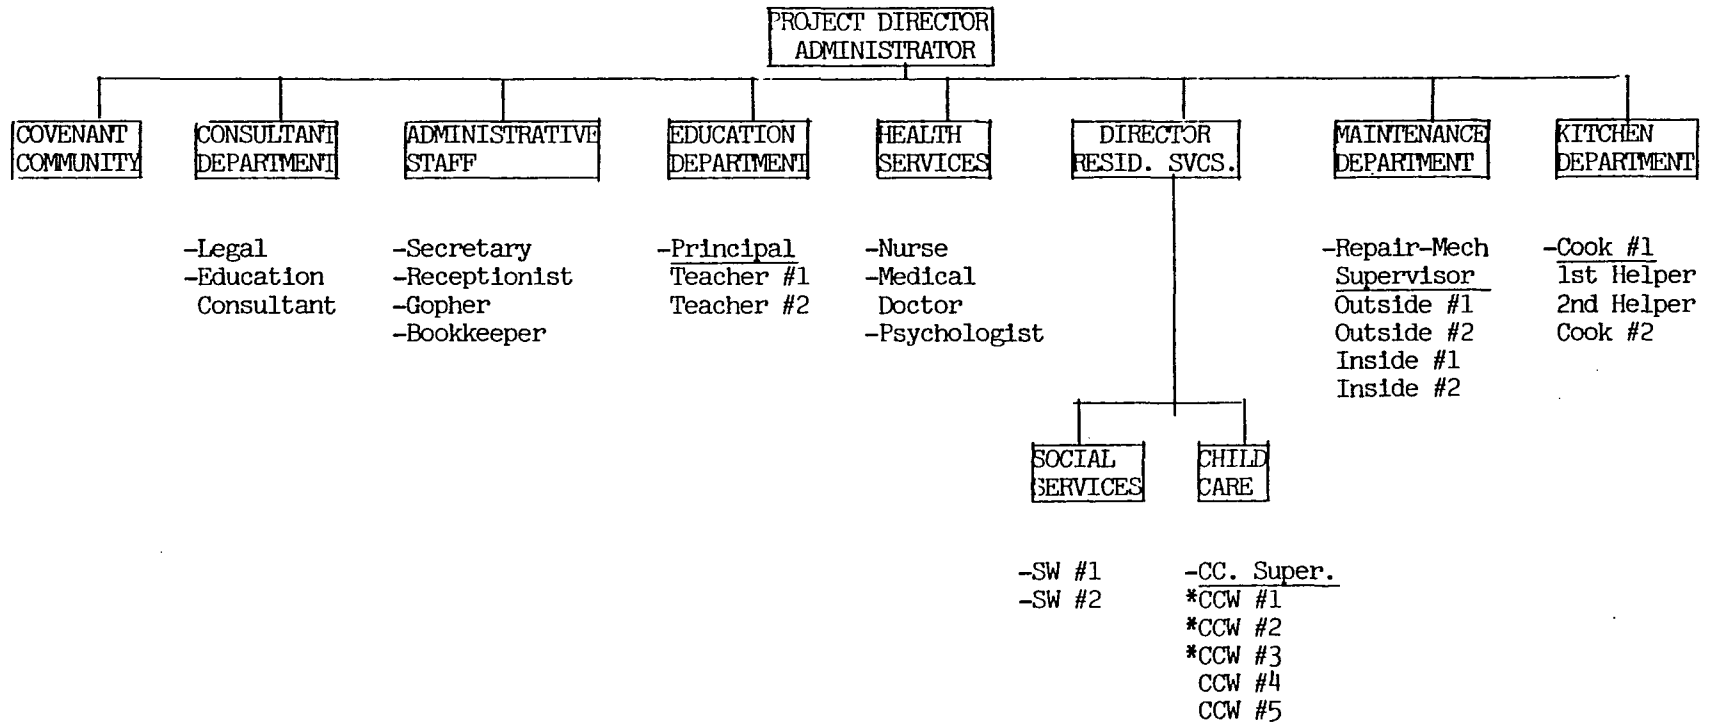 PROJECT DIRECTOR
ADMINISTRATOR
COVENANT
COMMUNITY
CONSULTANT
DEPARTMENT
ADMINISTRATIVE
STAFF
EDUCATION
DEPARTMENT
HEALTH
SERVICES
DIRECTOR
RESID. SVCS.
MAINTENANCE
DEPARTMENT
KITCHEN
DEPARTMENT
-Legal
-Education
Consultant
-Secretary
-Receptionist
-Gopher
-Bookkeeper
-Principal
Teacher #1
Teacher #2
-Nurse
-Medical
Doctor
-Psychologist
-Repair-Mech
Supervisor
Outside #1
Outside #2
Inside #1
Inside #2
-Cook #1
1st Helper
2nd Helper
Cook #2
SOCIAL
SERVICES
CHILD
CARE
-SW #1
-SW #2
-CC. Super.
*CCW #1
*CCW #2
*CCW #3
CCW #4
CCW #5